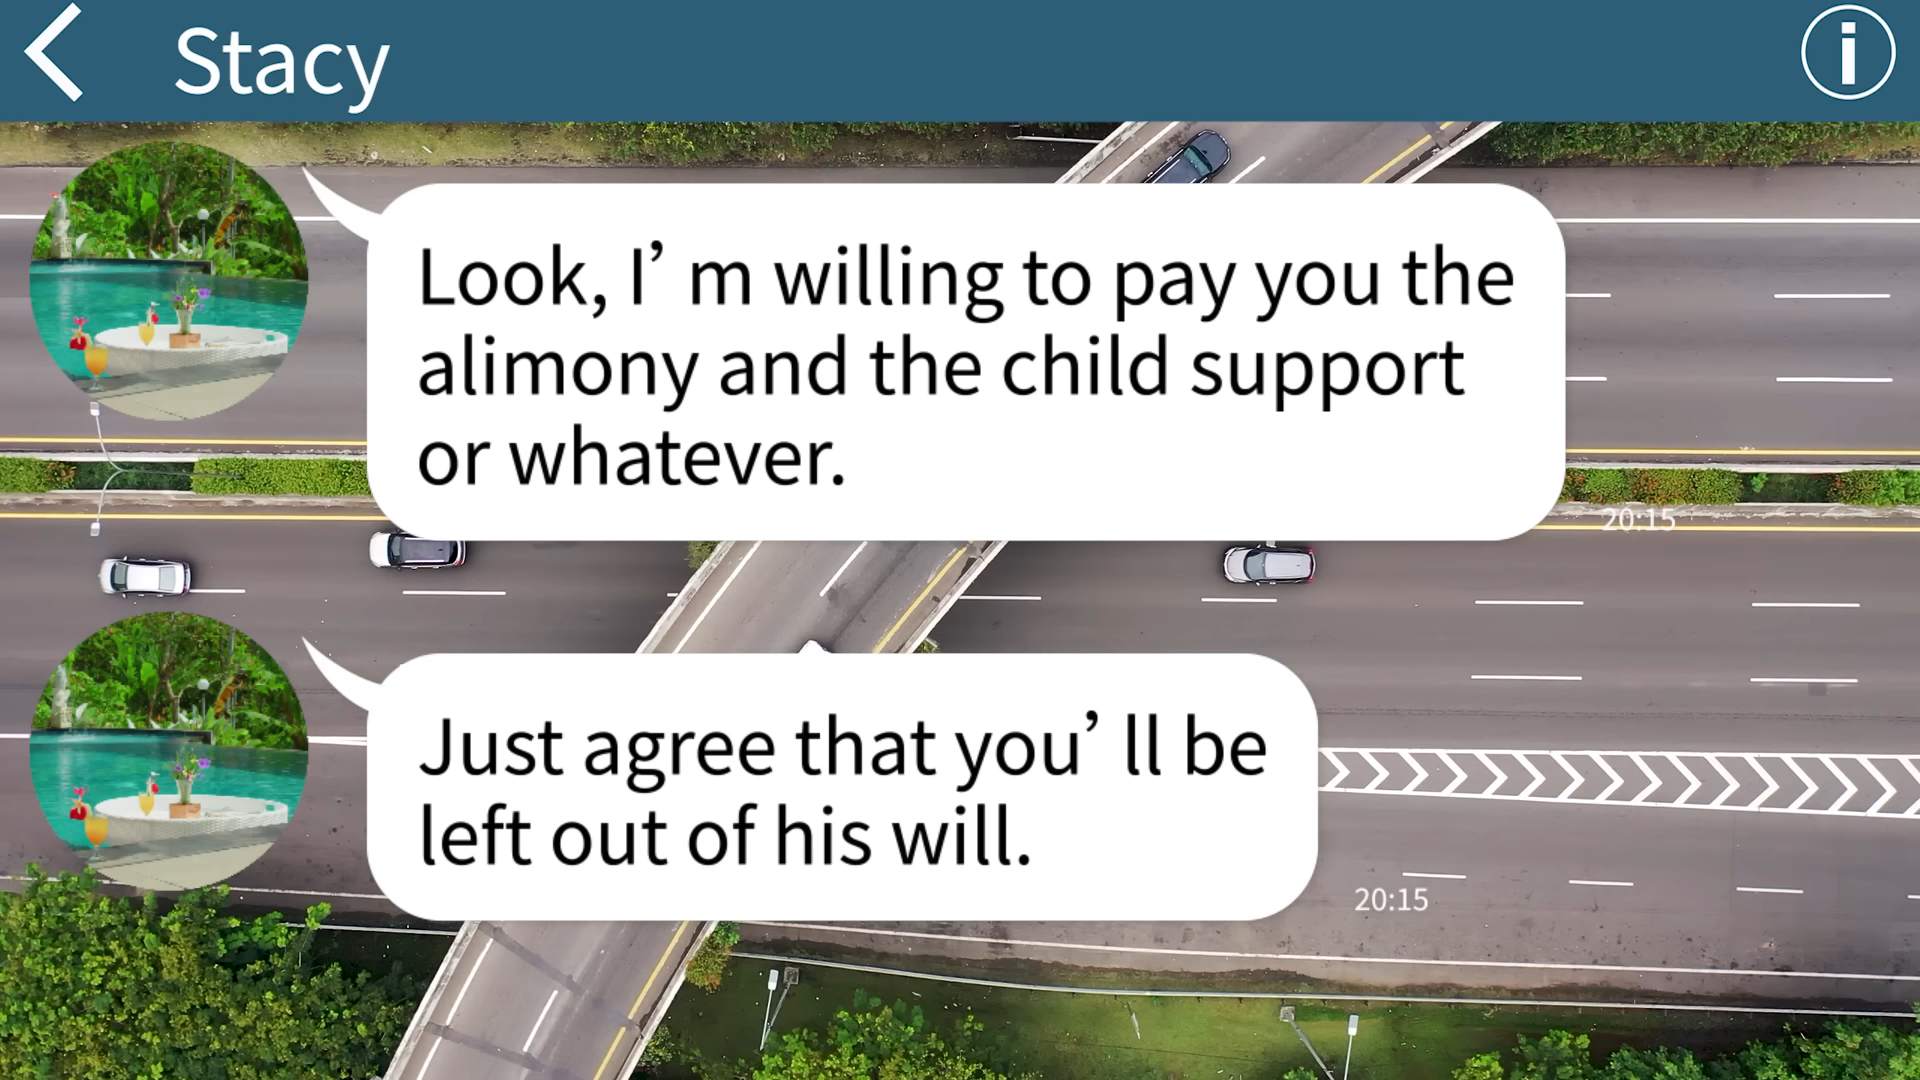 Stacy
Look, I’ m willing to pay you the
alimony and the child support
or whatever.
20:15
Just agree that you’ ll be
left out of his will.
20:15